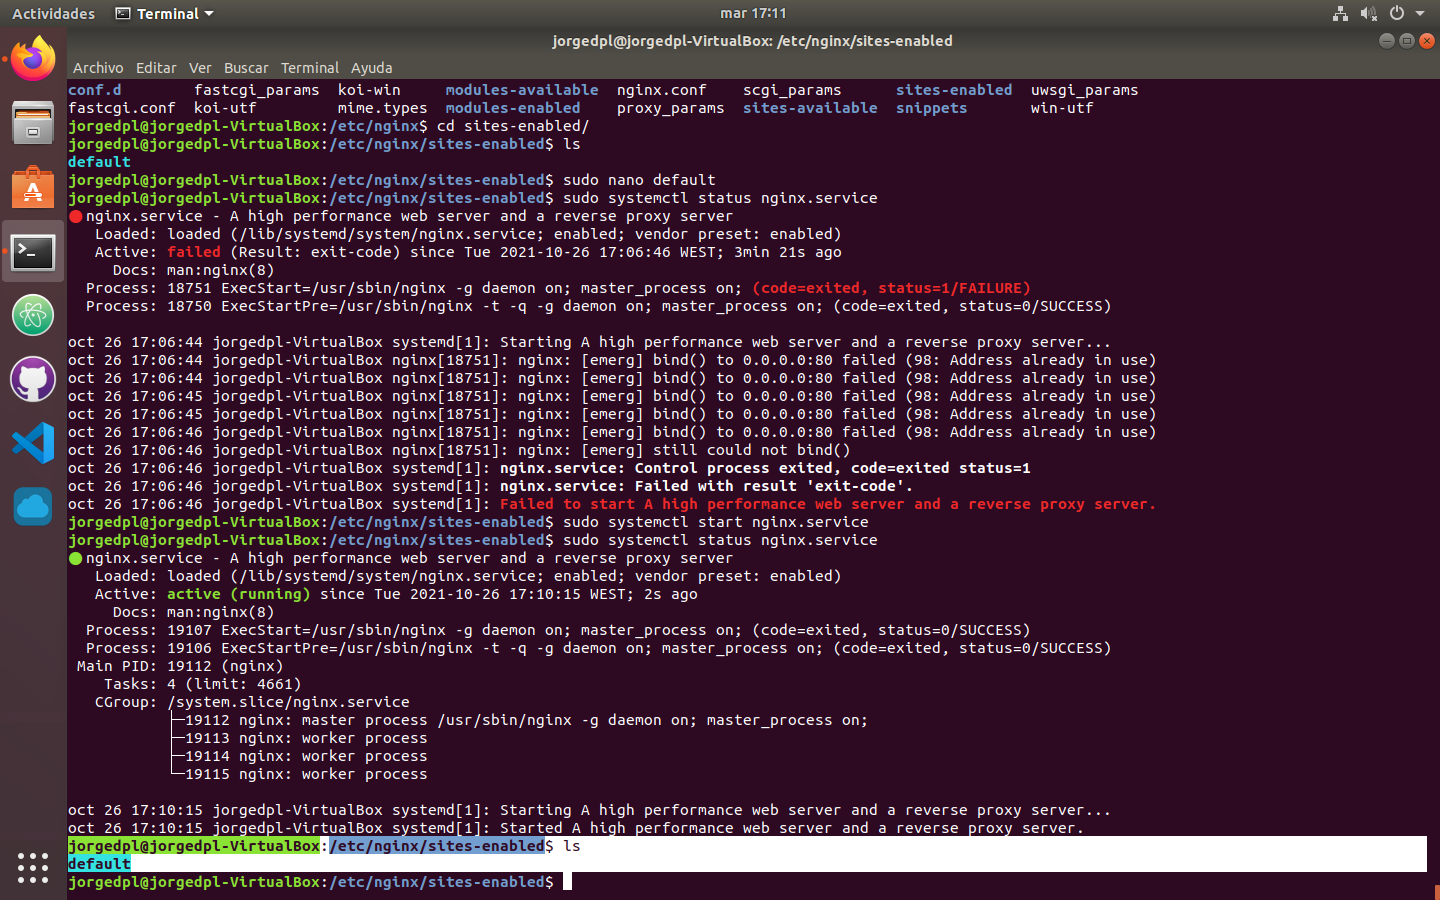 Actividades Terminal mar 17:11
jorgedpl@jorgedpl-VirtualBox: /etc/nginx/sites-enabled
Archivo Editar Ver Buscar Terminal Ayuda
conf.d        fastcgi_params  koi-win     modules-available  nginx.conf    scgi_params      sites-enabled  uwsgi_params
fastcgi.conf  koi-utf         mime.types  modules-enabled    proxy_params  sites-available  snippets       win-utf
jorgedpl@jorgedpl-VirtualBox:/etc/nginx$ cd sites-enabled/
jorgedpl@jorgedpl-VirtualBox:/etc/nginx/sites-enabled$ ls
default
jorgedpl@jorgedpl-VirtualBox:/etc/nginx/sites-enabled$ sudo nano default
jorgedpl@jorgedpl-VirtualBox:/etc/nginx/sites-enabled$ sudo systemctl status nginx.service
● nginx.service - A high performance web server and a reverse proxy server
   Loaded: loaded (/lib/systemd/system/nginx.service; enabled; vendor preset: enabled)
   Active: failed (Result: exit-code) since Tue 2021-10-26 17:06:46 WEST; 3min 21s ago
     Docs: man:nginx(8)
  Process: 18751 ExecStart=/usr/sbin/nginx -g daemon on; master_process on; (code=exited, status=1/FAILURE)
  Process: 18750 ExecStartPre=/usr/sbin/nginx -t -q -g daemon on; master_process on; (code=exited, status=0/SUCCESS)
oct 26 17:06:44 jorgedpl-VirtualBox systemd[1]: Starting A high performance web server and a reverse proxy server...
oct 26 17:06:44 jorgedpl-VirtualBox nginx[18751]: nginx: [emerg] bind() to 0.0.0.0:80 failed (98: Address already in use)
oct 26 17:06:44 jorgedpl-VirtualBox nginx[18751]: nginx: [emerg] bind() to 0.0.0.0:80 failed (98: Address already in use)
oct 26 17:06:45 jorgedpl-VirtualBox nginx[18751]: nginx: [emerg] bind() to 0.0.0.0:80 failed (98: Address already in use)
oct 26 17:06:45 jorgedpl-VirtualBox nginx[18751]: nginx: [emerg] bind() to 0.0.0.0:80 failed (98: Address already in use)
oct 26 17:06:46 jorgedpl-VirtualBox nginx[18751]: nginx: [emerg] bind() to 0.0.0.0:80 failed (98: Address already in use)
oct 26 17:06:46 jorgedpl-VirtualBox nginx[18751]: nginx: [emerg] still could not bind()
oct 26 17:06:46 jorgedpl-VirtualBox systemd[1]: nginx.service: Control process exited, code=exited status=1
oct 26 17:06:46 jorgedpl-VirtualBox systemd[1]: nginx.service: Failed with result 'exit-code'.
oct 26 17:06:46 jorgedpl-VirtualBox systemd[1]: Failed to start A high performance web server and a reverse proxy server.
jorgedpl@jorgedpl-VirtualBox:/etc/nginx/sites-enabled$ sudo systemctl start nginx.service
jorgedpl@jorgedpl-VirtualBox:/etc/nginx/sites-enabled$ sudo systemctl status nginx.service
● nginx.service - A high performance web server and a reverse proxy server
   Loaded: loaded (/lib/systemd/system/nginx.service; enabled; vendor preset: enabled)
   Active: active (running) since Tue 2021-10-26 17:10:15 WEST; 2s ago
     Docs: man:nginx(8)
  Process: 19107 ExecStart=/usr/sbin/nginx -g daemon on; master_process on; (code=exited, status=0/SUCCESS)
  Process: 19106 ExecStartPre=/usr/sbin/nginx -t -q -g daemon on; master_process on; (code=exited, status=0/SUCCESS)
 Main PID: 19112 (nginx)
    Tasks: 4 (limit: 4661)
   CGroup: /system.slice/nginx.service
           ├─19112 nginx: master process /usr/sbin/nginx -g daemon on; master_process on;
           ├─19113 nginx: worker process
           ├─19114 nginx: worker process
           └─19115 nginx: worker process
oct 26 17:10:15 jorgedpl-VirtualBox systemd[1]: Starting A high performance web server and a reverse proxy server...
oct 26 17:10:15 jorgedpl-VirtualBox systemd[1]: Started A high performance web server and a reverse proxy server.
jorgedpl@jorgedpl-VirtualBox:/etc/nginx/sites-enabled$ ls
default
jorgedpl@jorgedpl-VirtualBox:/etc/nginx/sites-enabled$